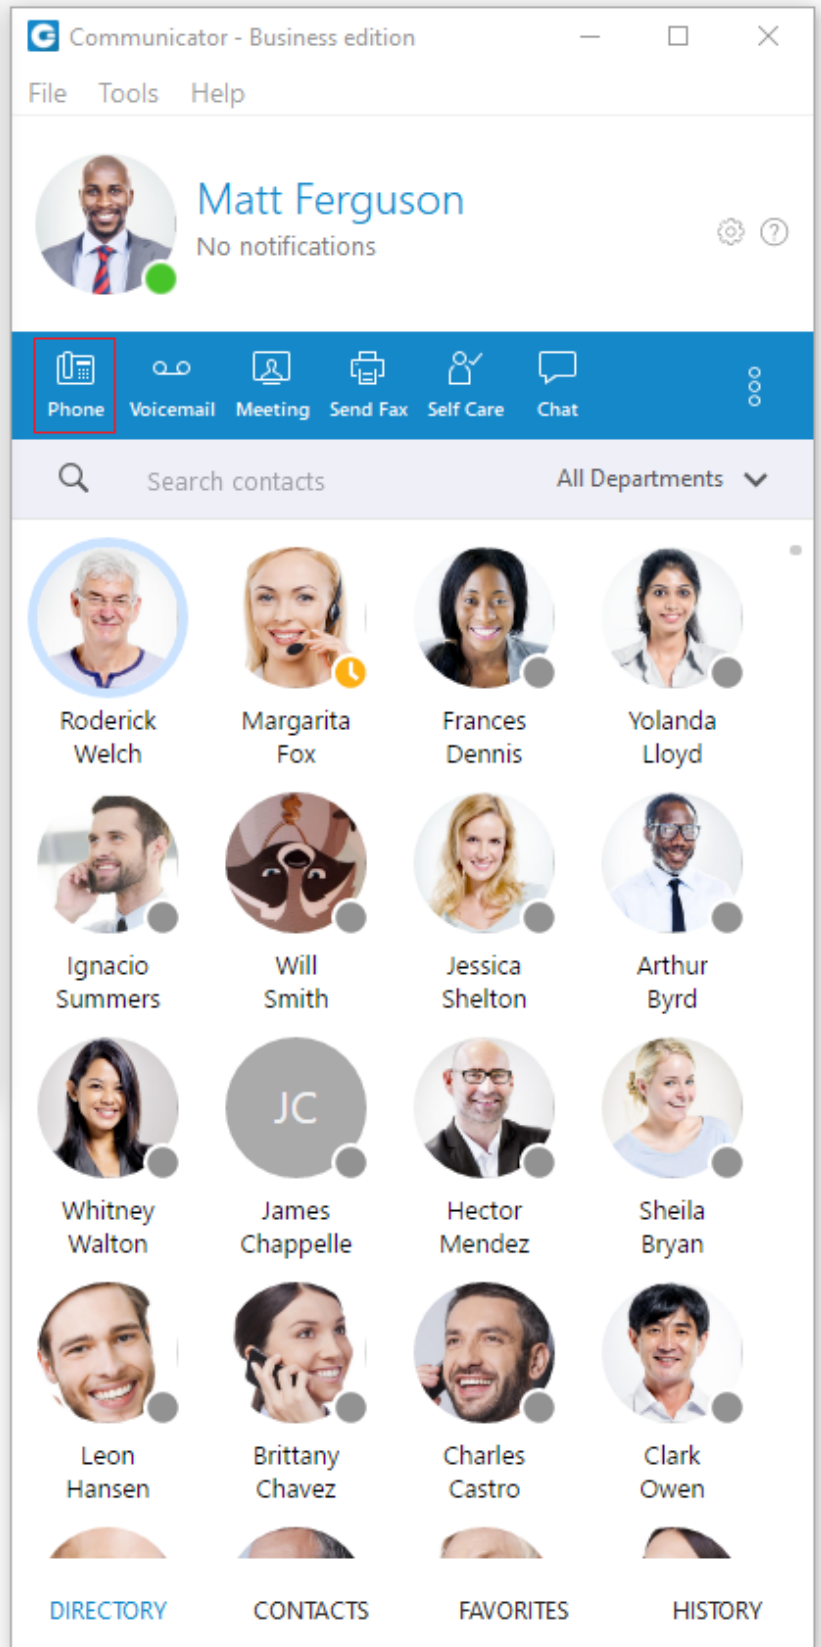 Communicator - Business edition
File Tools Help
Matt Ferguson
No notifications
Phone Voicemail Meeting Send Fax Self Care Chat
Search contacts All Departments
Roderick Margarita Frances Yolanda
Welch Fox Dennis Lloyd
Ignacio Will Jessica Arthur
Summers Smith Shelton Byrd
JC
Whitney James Hector Sheila
Walton Chappelle Mendez Bryan
Leon Brittany Charles Clark
Hansen Chavez Castro Owen
DIRECTORY CONTACTS FAVORITES HISTORY